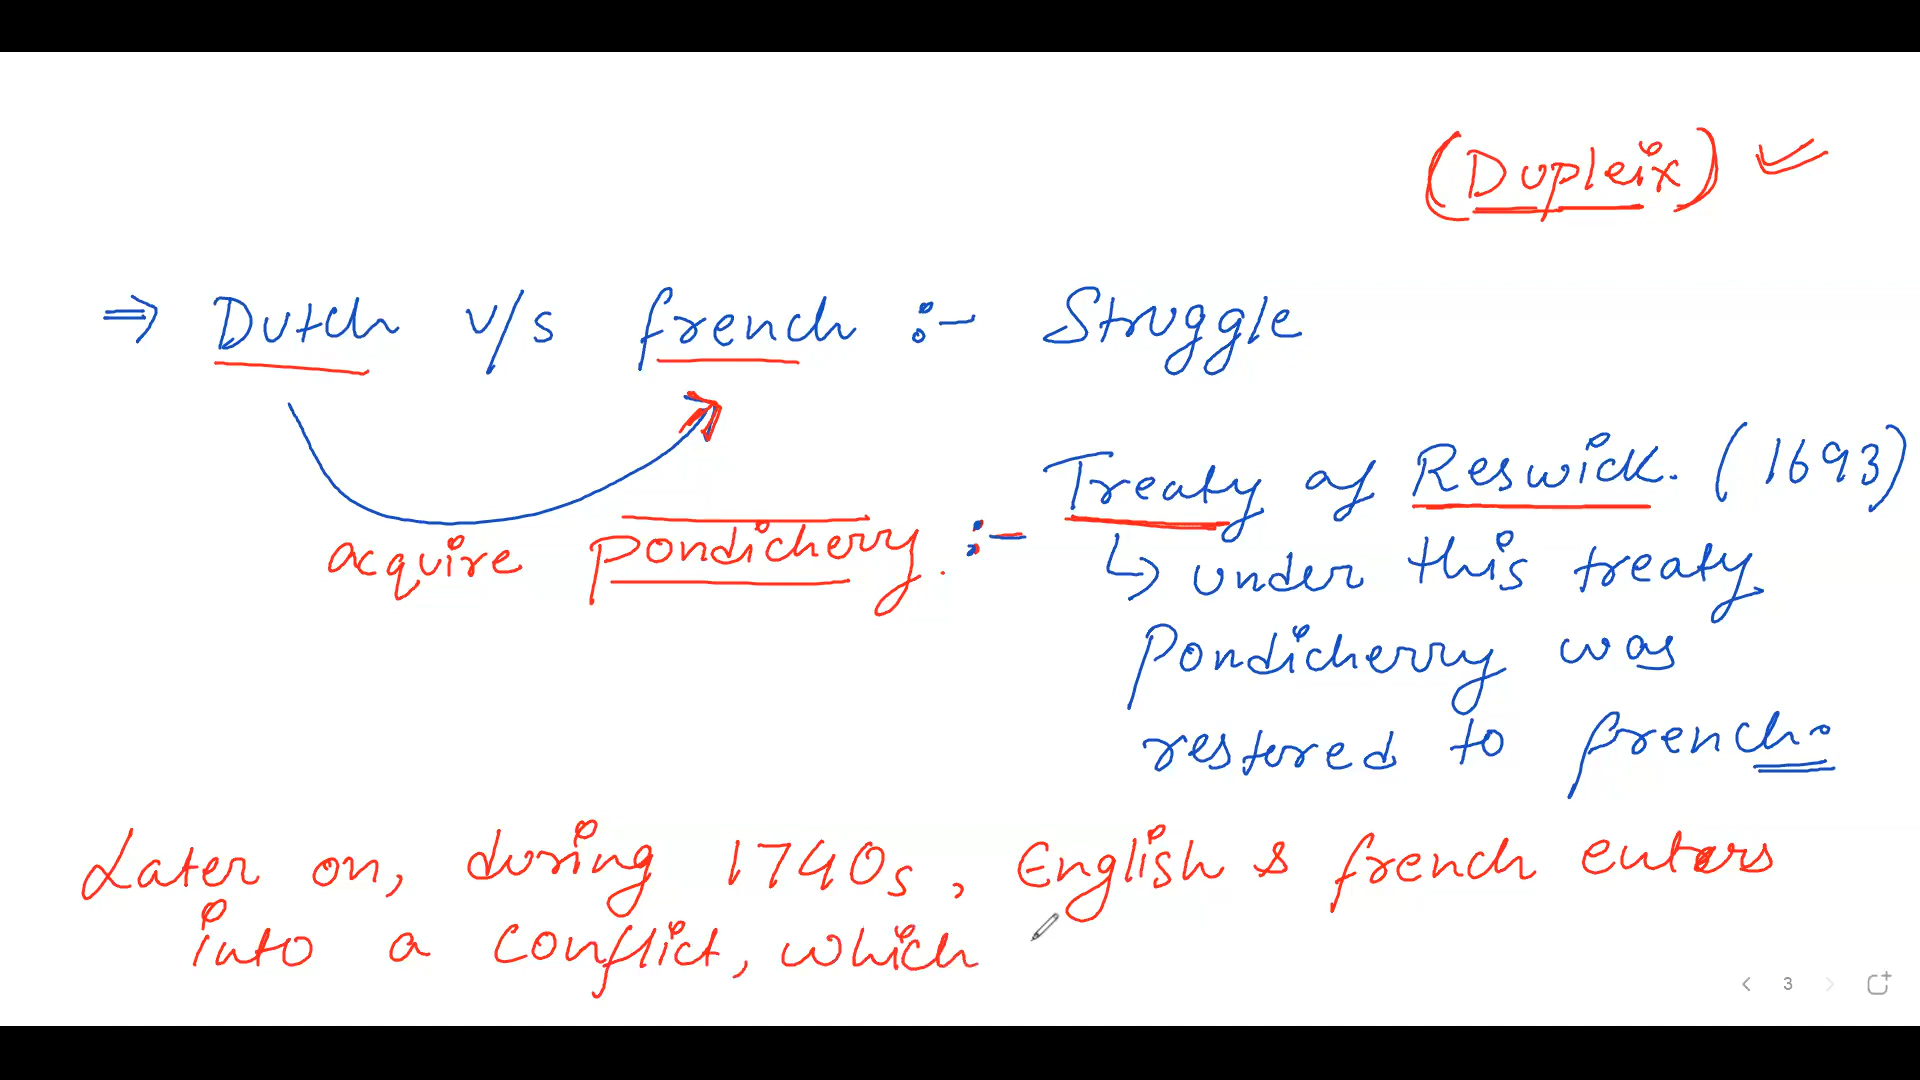 (Dupleix)
⇒ Dutch v/s french :- Struggle
acquire Pondicherry. :- Treaty of Reswick. (1693)
↳ under this treaty
Pondicherry was
restored to french.
Later on, during 1740s, English & french enters
into a conflict, which
3